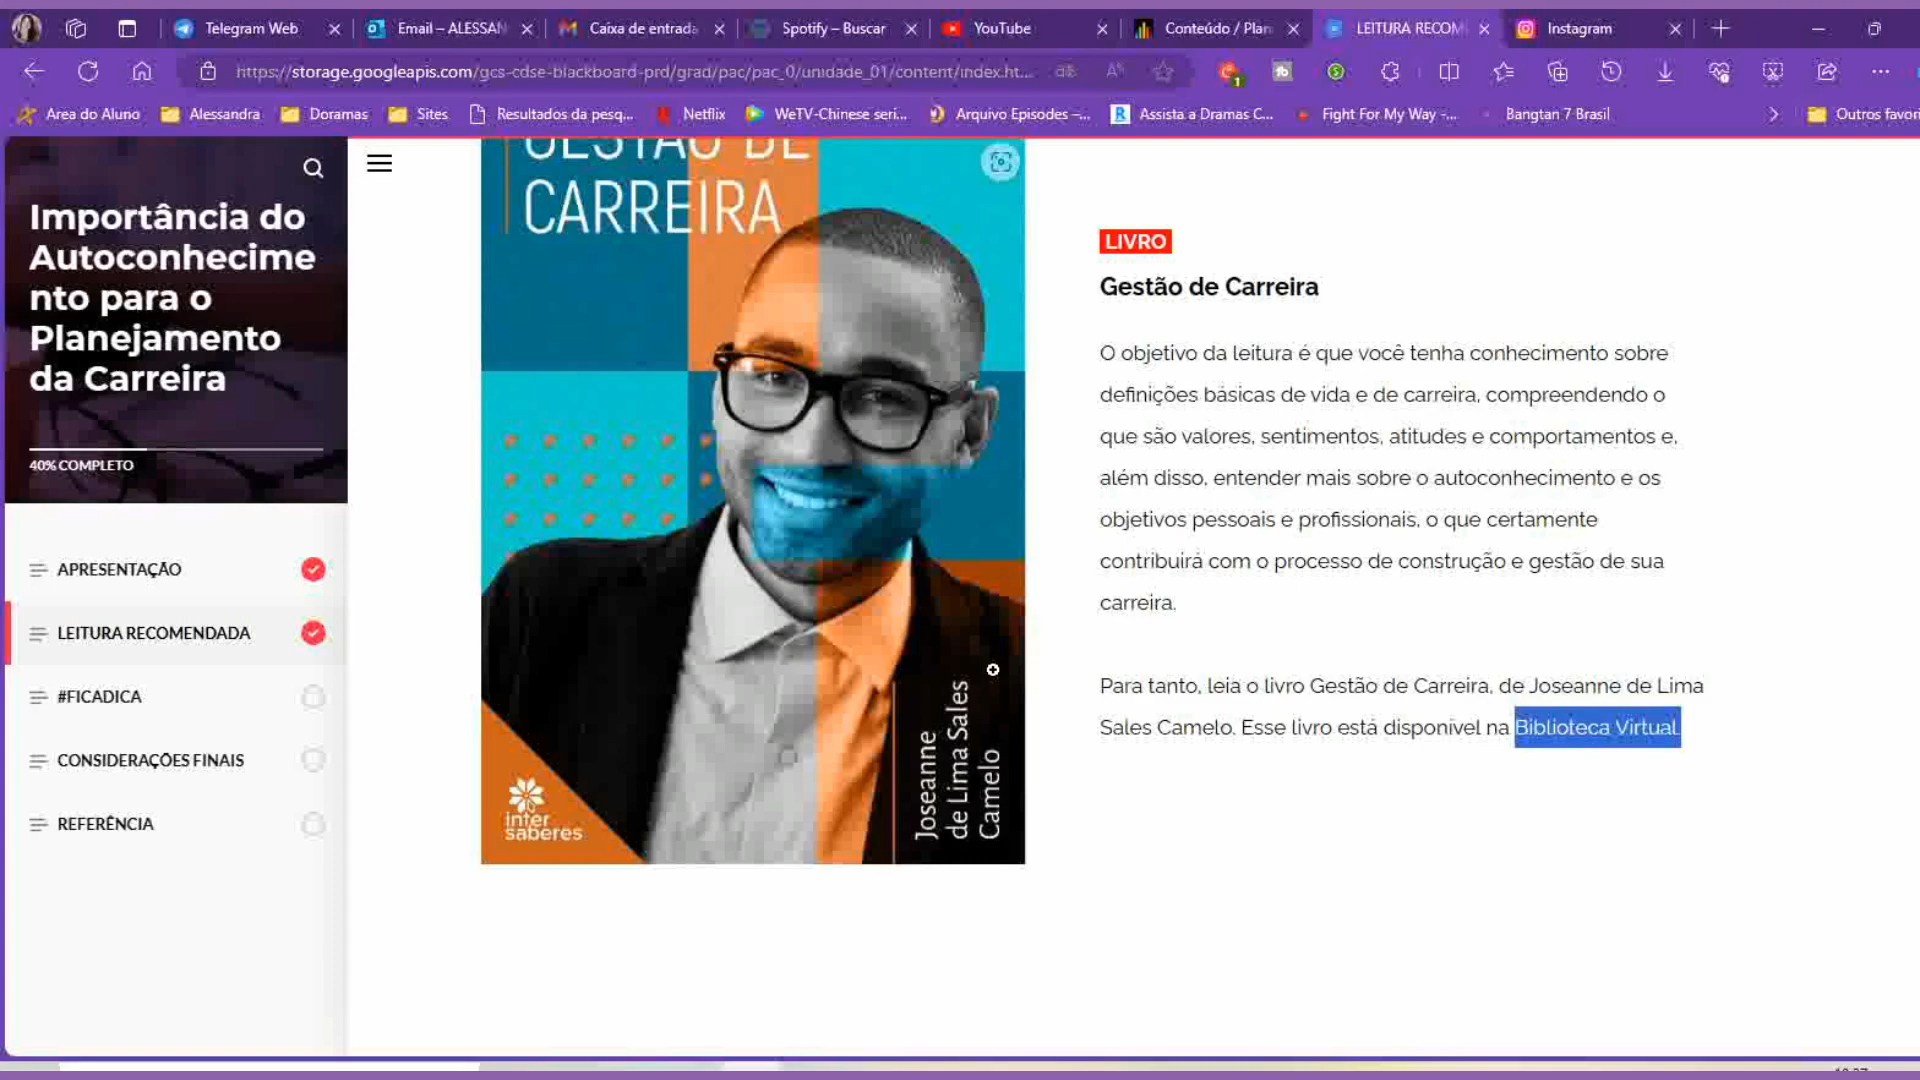 Telegram Web
Email – ALESSAN
Caixa de entrada
Spotify – Buscar
YouTube
Conteúdo / Plan
LEITURA RECOM
Instagram
https://storage.googleapis.com/gcs-cdse-blackboard-prd/grad/pac/pac_0/unidade_01/content/index.ht...
1
Area do Aluno
Alessandra
Doramas
Sites
Resultados da pesq...
Netflix
WeTV-Chinese seri...
Arquivo Episodes –...
Assista a Dramas C...
Fight For My Way -...
Bangtan 7 Brasil
Outros favori
Importância do
Autoconhecime
nto para o
Planejamento
da Carreira
40% COMPLETO
APRESENTAÇÃO
LEITURA RECOMENDADA
#FICADICA
CONSIDERAÇÕES FINAIS
REFERÊNCIA
GESTÃO DE
CARREIRA
inter
saberes
Joseanne
de Lima Sales
Camelo
LIVRO
Gestão de Carreira
O objetivo da leitura é que você tenha conhecimento sobre
definições básicas de vida e de carreira, compreendendo o
que são valores, sentimentos, atitudes e comportamentos e,
além disso, entender mais sobre o autoconhecimento e os
objetivos pessoais e profissionais, o que certamente
contribuirá com o processo de construção e gestão de sua
carreira.
Para tanto, leia o livro Gestão de Carreira, de Joseanne de Lima
Sales Camelo. Esse livro está disponível na Biblioteca Virtual.